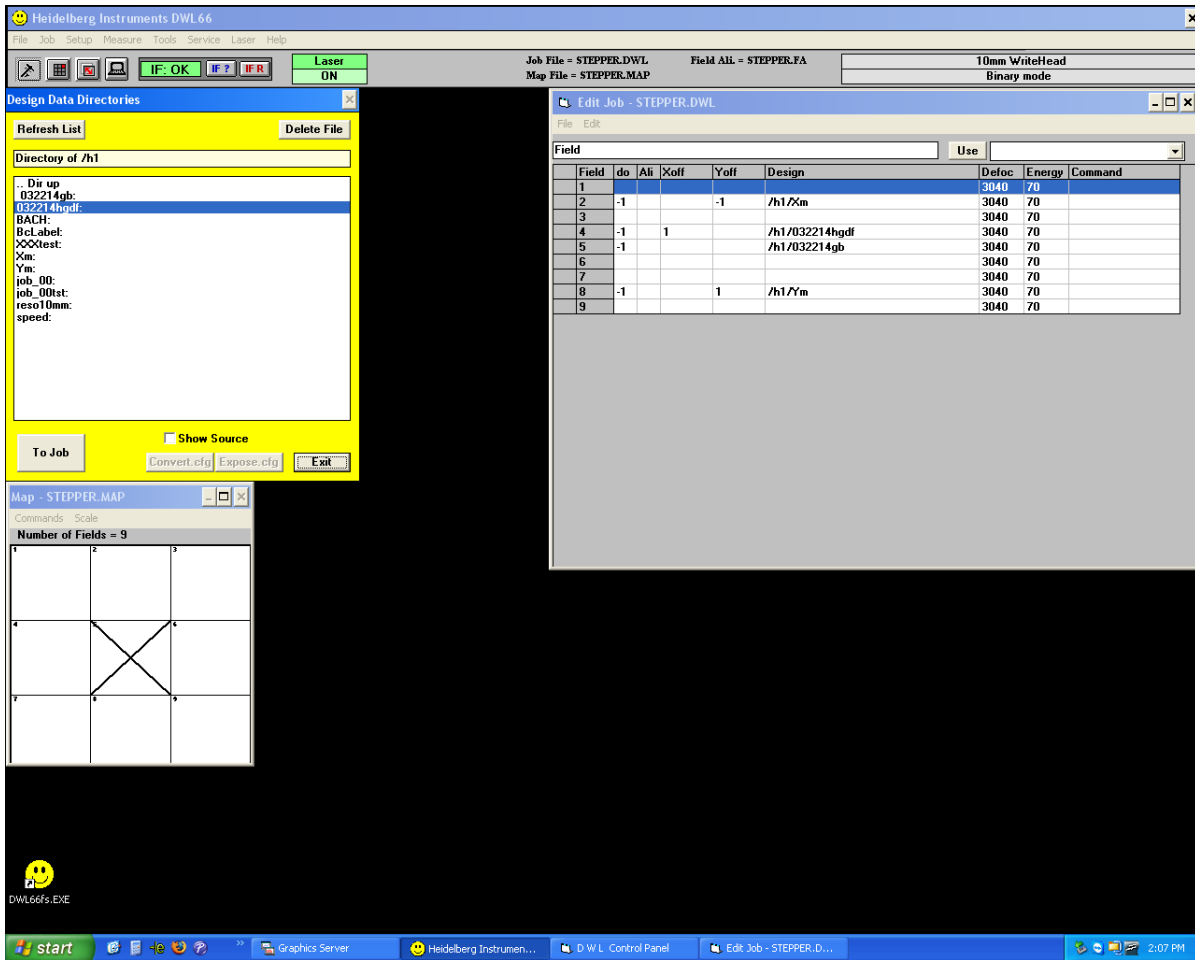 Heidelberg Instruments DWL66
File Job Setup Measure Tools Service Laser Help
IF: OK IF ? IF R
Laser
ON
Job File = STEPPER.DWL Field Ali. = STEPPER.FA
Map File = STEPPER.MAP
10mm WriteHead
Binary mode
Design Data Directories
Refresh List Delete File
Directory of /h1
.. Dir up
032214gb:
032214hgdf:
BACH:
BcLabel:
XXXtest:
Xm:
Ym:
job_00:
job_00tst:
reso10mm:
speed:
Show Source
To Job
Convert.cfg Expose.cfg Exit
Edit Job - STEPPER.DWL
File Edit
Field Use
Field do Ali Xoff Yoff Design Defoc Energy Command
1 3040 70
2 -1 -1 /h1/Xm 3040 70
3 3040 70
4 -1 1 /h1/032214hgdf 3040 70
5 -1 /h1/032214gb 3040 70
6 3040 70
7 3040 70
8 -1 1 /h1/Ym 3040 70
9 3040 70
Map - STEPPER.MAP
Commands Scale
Number of Fields = 9
1 2 3
4 5 6
7 8 9
DWL66fs.EXE
start Graphics Server Heidelberg Instrumen... D W L Control Panel Edit Job - STEPPER.D... 2:07 PM